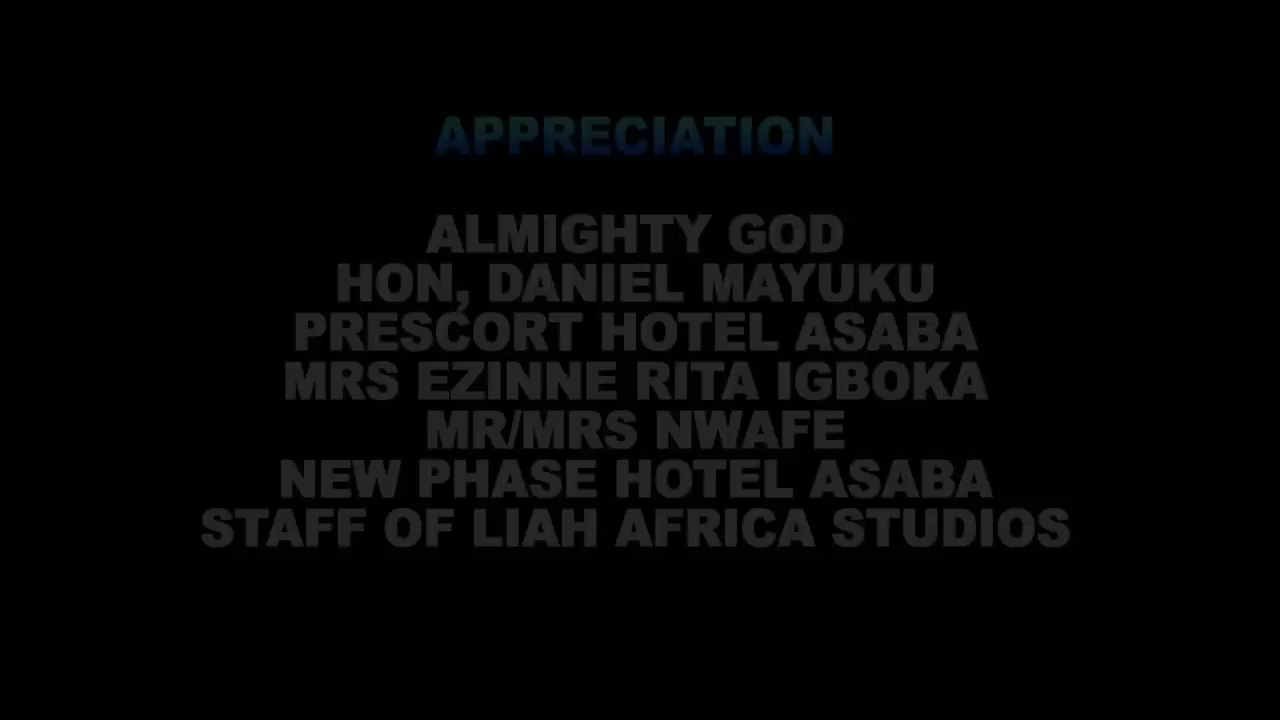 APPRECIATION
ALMIGHTY GOD
HON, DANIEL MAYUKU
PRESCORT HOTEL ASABA
MRS EZINNE RITA IGBOKA
MR/MRS NWAFE
NEW PHASE HOTEL ASABA
STAFF OF LIAH AFRICA STUDIOS